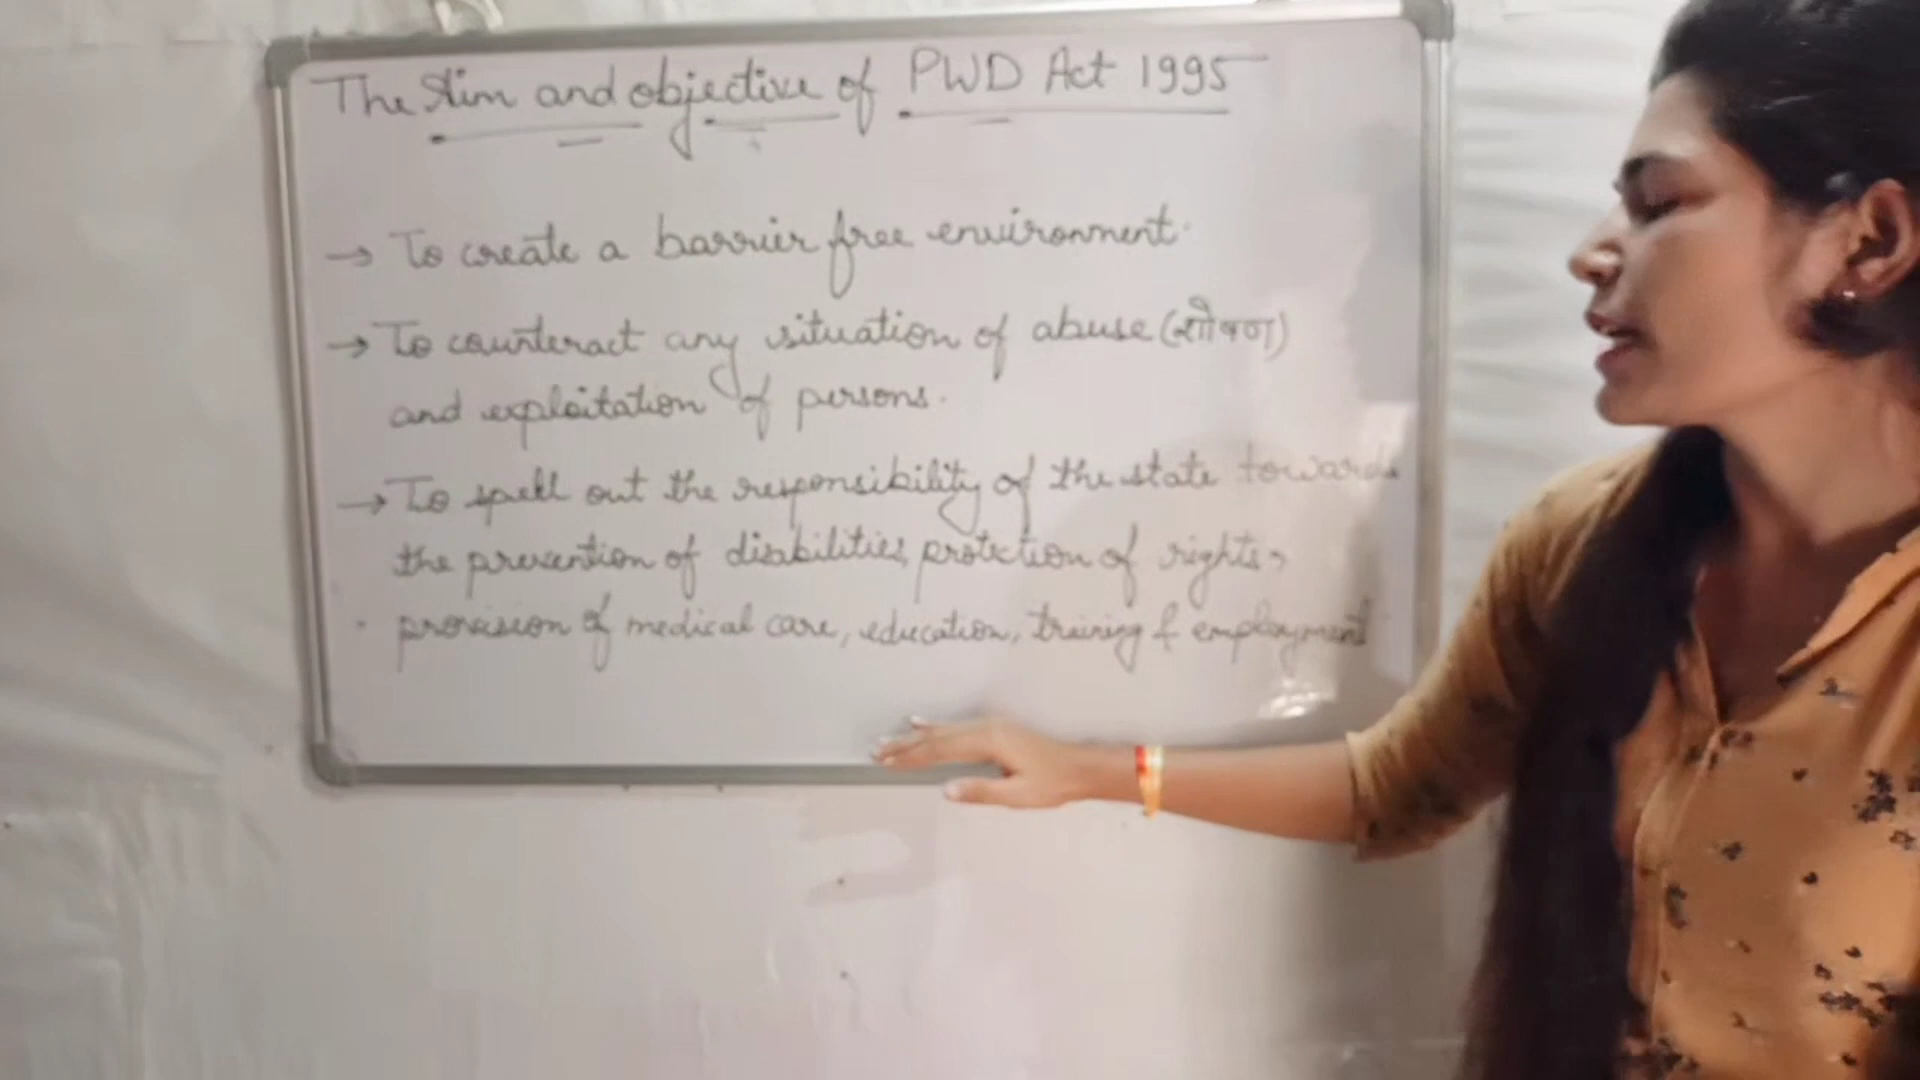 The Aim and objective of PWD Act 1995
→ To create a barrier free environment.
→ To counteract any situation of abuse (शोषण)
and exploitation of persons.
→ To spell out the responsibility of the state towards
the prevention of disabilities, protection of rights,
provision of medical care, education, training & employment